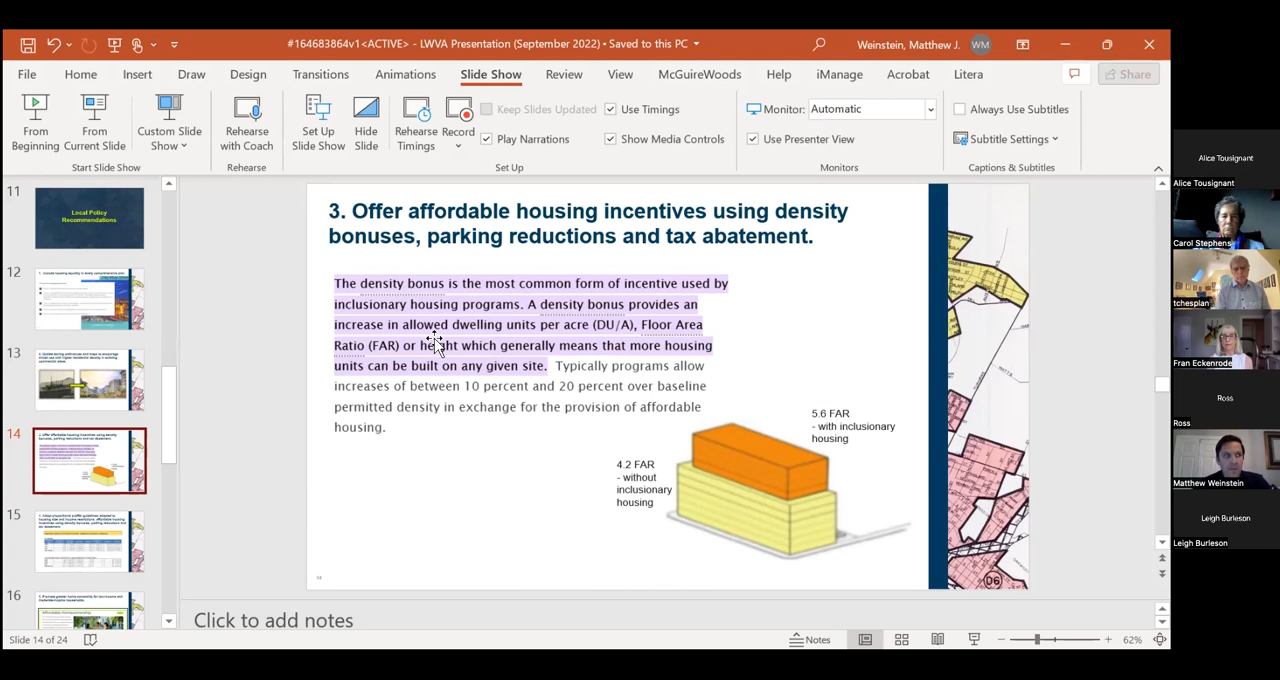 #164683864v1<ACTIVE> - LWVA Presentation (September 2022) • Saved to this PC
Weinstein, Matthew J.
WM
File
Home
Insert
Draw
Design
Transitions
Animations
Slide Show
Review
View
McGuireWoods
Help
iManage
Acrobat
Litera
Share
From
Beginning
From
Current Slide
Custom Slide
Show
Rehearse
with Coach
Set Up
Slide Show
Hide
Slide
Rehearse
Timings
Record
Keep Slides Updated
Use Timings
Play Narrations
Show Media Controls
Monitor:
Automatic
Use Presenter View
Always Use Subtitles
Subtitle Settings
Start Slide Show
Rehearse
Set Up
Monitors
Captions & Subtitles
11
Local Policy
Recommendations
12
13
14
15
16
3. Offer affordable housing incentives using density
bonuses, parking reductions and tax abatement.
The density bonus is the most common form of incentive used by
inclusionary housing programs. A density bonus provides an
increase in allowed dwelling units per acre (DU/A), Floor Area
Ratio (FAR) or height which generally means that more housing
units can be built on any given site. Typically programs allow
increases of between 10 percent and 20 percent over baseline
permitted density in exchange for the provision of affordable
housing.
5.6 FAR
- with inclusionary
housing
4.2 FAR
- without
inclusionary
housing
D6
14
Click to add notes
Slide 14 of 24
Notes
62%
Alice Tousignant
Alice Tousignant
Carol Stephens
tchesplan
Fran Eckenrode
Ross
Ross
Matthew Weinstein
Leigh Burleson
Leigh Burleson